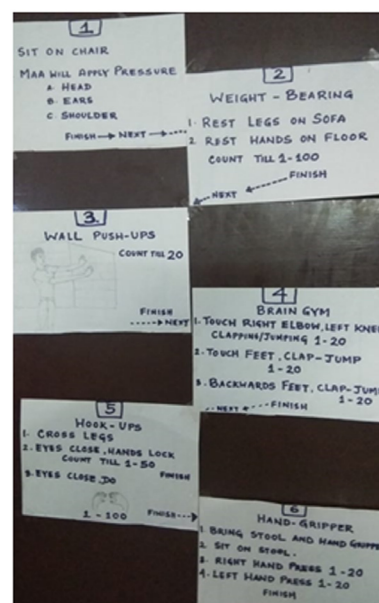 1
SIT ON CHAIR
MAA WILL APPLY PRESSURE
A. HEAD
B. EARS
C. SHOULDER
FINISH → NEXT
2
WEIGHT - BEARING
1. REST LEGS ON SOFA
2 REST HANDS ON FLOOR
COUNT TILL 1-100
FINISH
NEXT
3.
WALL PUSH-UPS
COUNT TILL 20
FINISH
NEXT
4
BRAIN GYM
1. TOUCH RIGHT ELBOW, LEFT KNEE
CLAPPING/JUMPING 1-20
2. TOUCH FEET, CLAP-JUMP
1-20
3. BACKWARDS FEET, CLAP-JUM
1-20
NEXT FINISH
5
HOOK-UPS
1. CROSS LEGS
2. EYES CLOSE, HANDS LOCK
COUNT TILL 1-50
FINISH
3. EYES CLOSE, DO
1-100 FINISH
6
HAND-GRIPPER
1. BRING STOOL AND HAND GRIPPE
2. SIT ON STOOL.
3. RIGHT HAND PRESS 1-20
4. LEFT HAND PRESS 1-20
FINISH